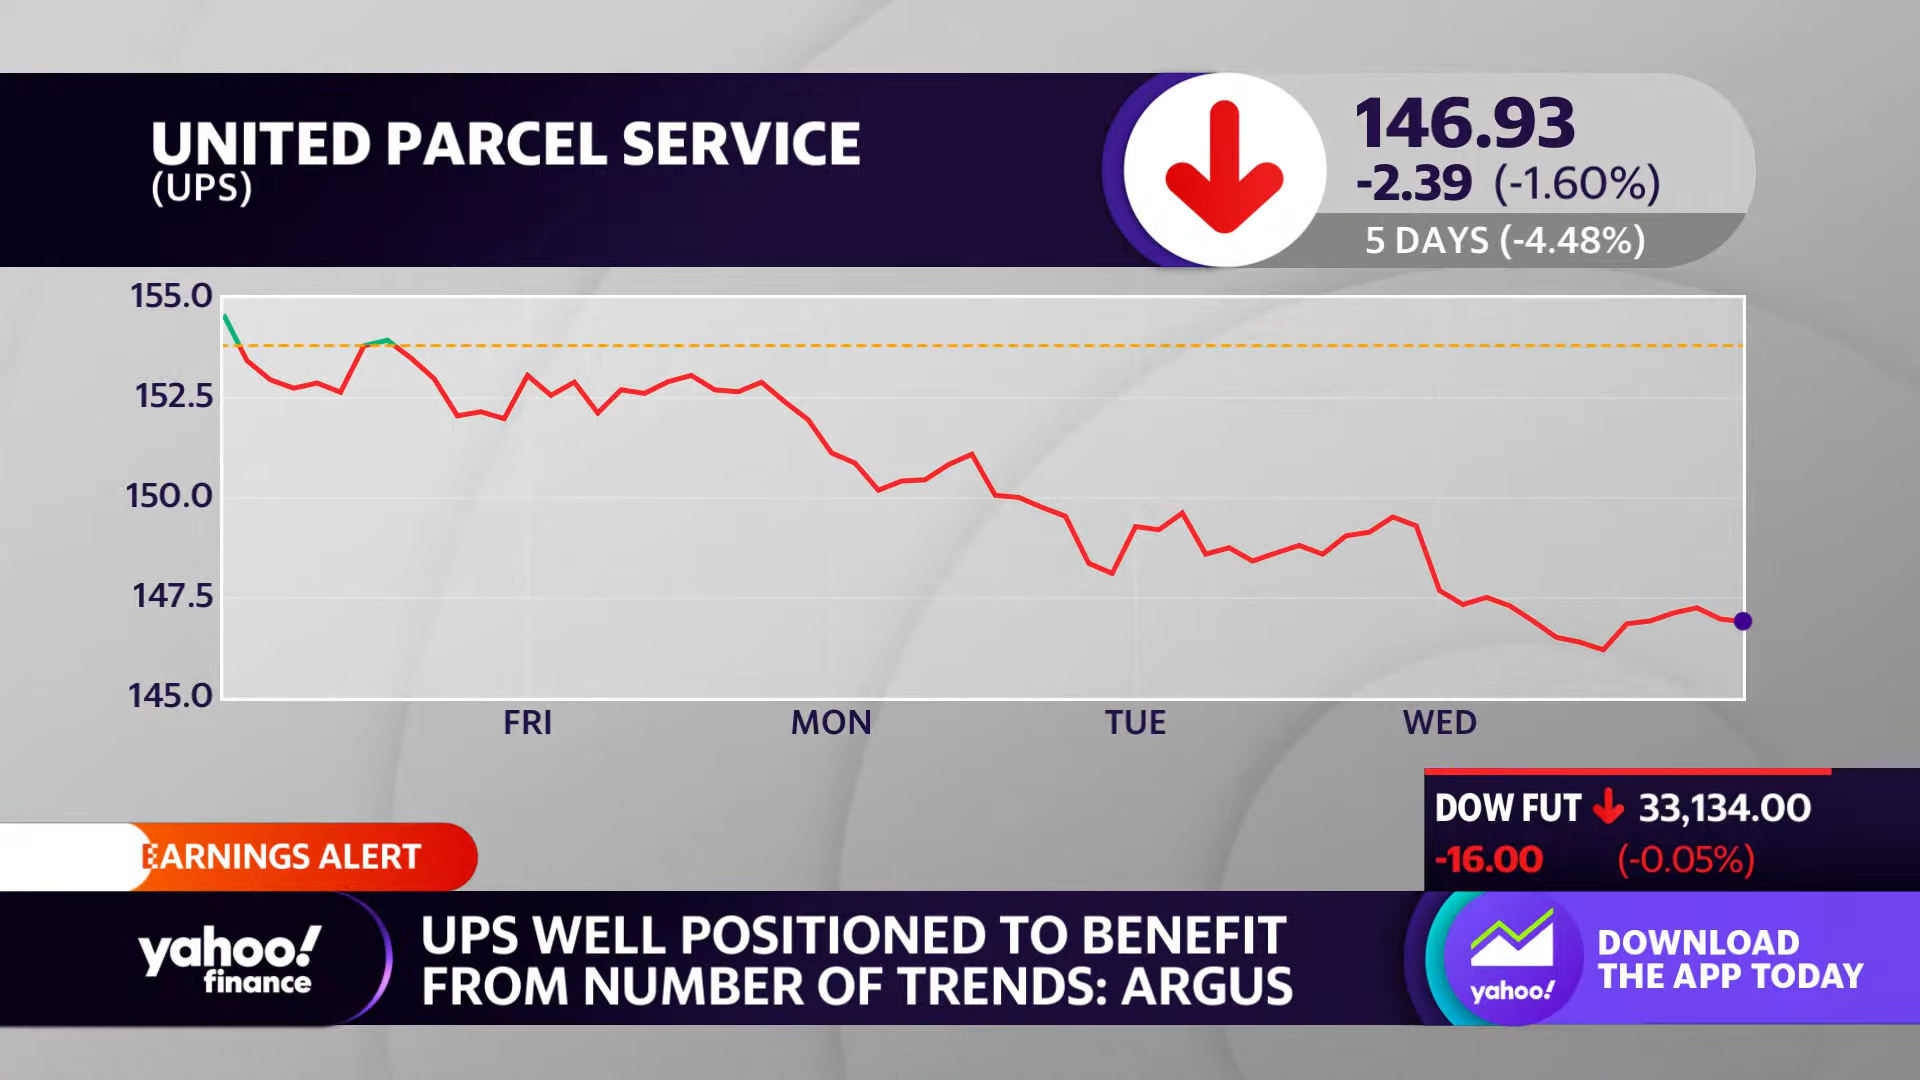 UNITED PARCEL SERVICE
(UPS)
146.93
-2.39 (-1.60%)
5 DAYS (-4.48%)
155.0
152.5
150.0
147.5
145.0
FRI MON TUE WED
DOW FUT 33,134.00
-16.00 (-0.05%)
EARNINGS ALERT
yahoo!
finance
UPS WELL POSITIONED TO BENEFIT
FROM NUMBER OF TRENDS: ARGUS
yahoo!
DOWNLOAD
THE APP TODAY